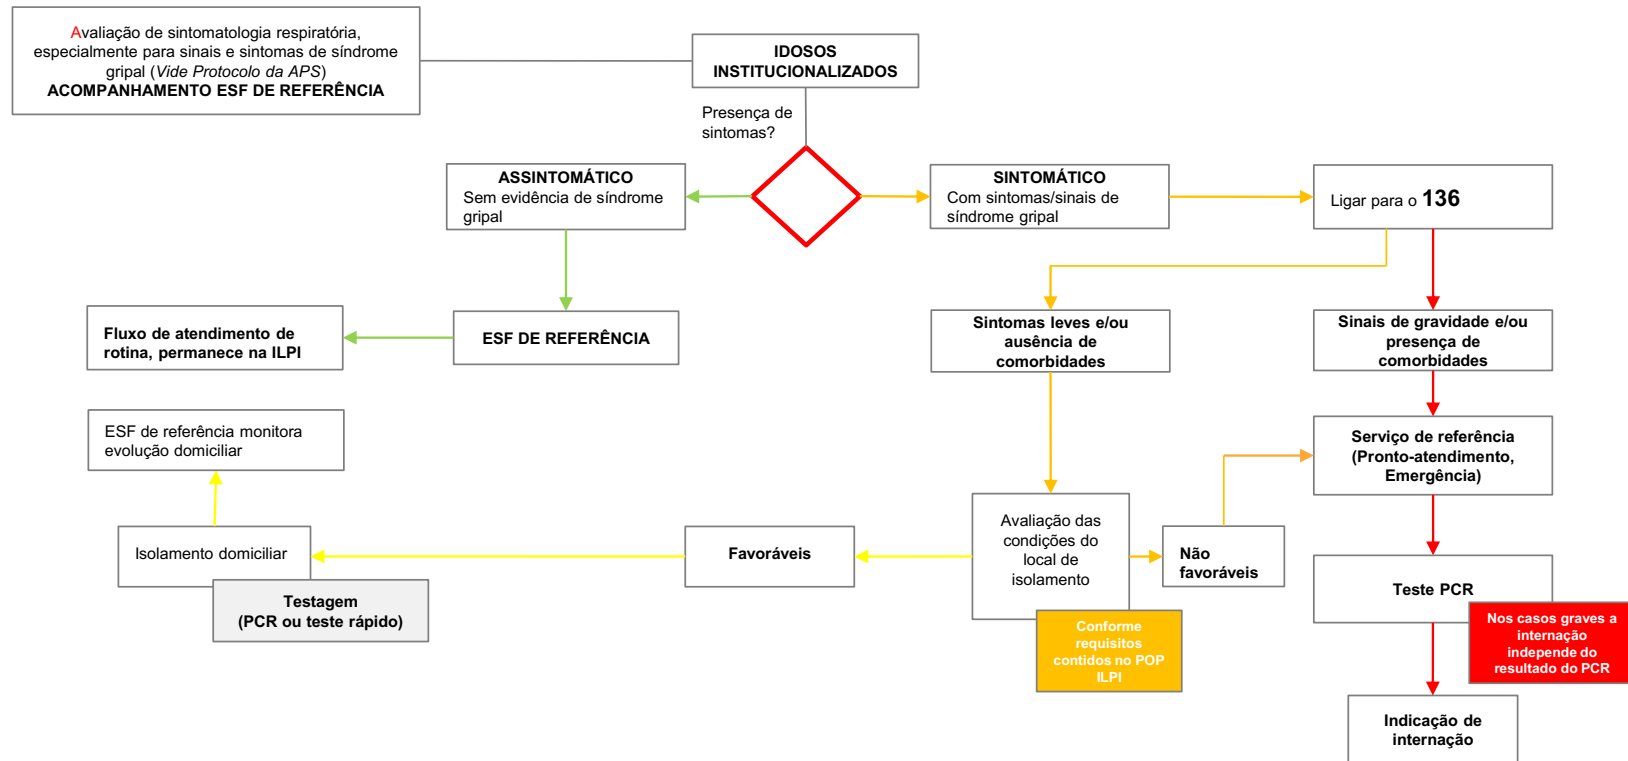 Avaliação de sintomatologia respiratória,
especialmente para sinais e sintomas de síndrome
gripal (Vide Protocolo da APS)
ACOMPANHAMENTO ESF DE REFERÊNCIA
IDOSOS
INSTITUCIONALIZADOS
Presença de
sintomas?
ASSINTOMÁTICO
Sem evidência de síndrome
gripal
SINTOMÁTICO
Com sintomas/sinais de
síndrome gripal
Ligar para o 136
Fluxo de atendimento de
rotina, permanece na ILPI
ESF DE REFERÊNCIA
Sintomas leves e/ou
ausência de
comorbidades
Sinais de gravidade e/ou
presença de
comorbidades
ESF de referência monitora
evolução domiciliar
Serviço de referência
(Pronto-atendimento,
Emergência)
Isolamento domiciliar
Testagem
(PCR ou teste rápido)
Favoráveis
Avaliação das
condições do
local de
isolamento
Conforme
requisitos
contidos no POP
ILPI
Não
favoráveis
Teste PCR
Nos casos graves a
internação
independe do
resultado do PCR
Indicação de
internação